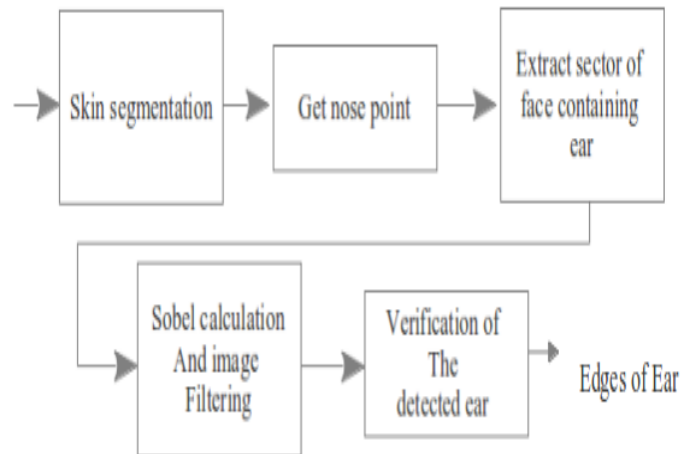 Skin segmentation
Get nose point
Extract sector of
face containing
ear
Sobel calculation
And image
Filtering
Verification of
The
detected ear
Edges of Ear